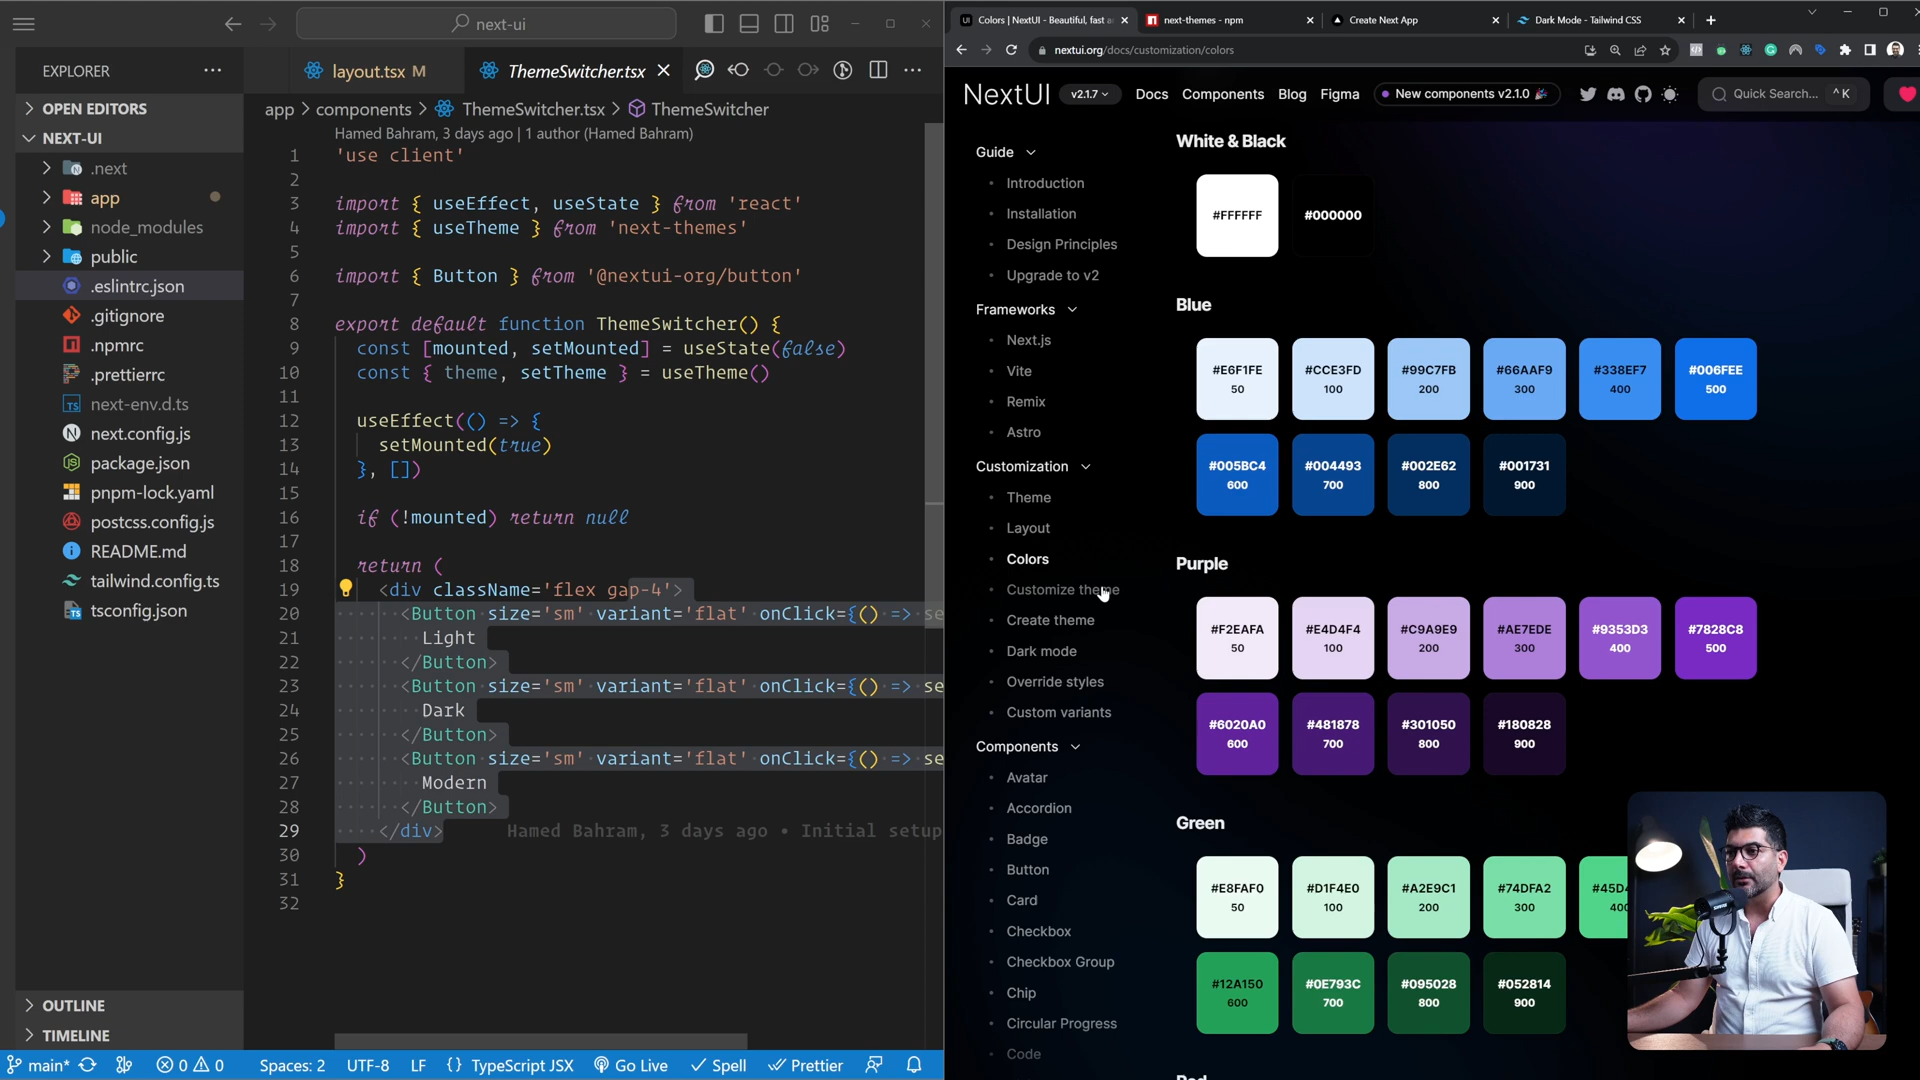 next-ui
EXPLORER
OPEN EDITORS
NEXT-UI
.next
app
node_modules
public
.eslintrc.json
.gitignore
.npmrc
.prettierrc
next-env.d.ts
next.config.js
package.json
pnpm-lock.yaml
postcss.config.js
README.md
tailwind.config.ts
tsconfig.json
OUTLINE
TIMELINE
layout.tsx M
ThemeSwitcher.tsx
app > components > ThemeSwitcher.tsx > ThemeSwitcher
Hamed Bahram, 3 days ago | 1 author (Hamed Bahram)
1 'use client'
2
3 import { useEffect, useState } from 'react'
4 import { useTheme } from 'next-themes'
5
6 import { Button } from '@nextui-org/button'
7
8 export default function ThemeSwitcher() {
9 const [mounted, setMounted] = useState(false)
10 const { theme, setTheme } = useTheme()
11
12 useEffect(() => {
13 setMounted(true)
14 }, [])
15
16 if (!mounted) return null
17
18 return (
19 <div className='flex gap-4'>
20 <Button size='sm' variant='flat' onClick={() => se
21 Light
22 </Button>
23 <Button size='sm' variant='flat' onClick={() => se
24 Dark
25 </Button>
26 <Button size='sm' variant='flat' onClick={() => se
27 Modern
28 </Button>
29 </div> Hamed Bahram, 3 days ago • Initial setup
30 )
31 }
32
main* 0 0 Spaces: 2 UTF-8 LF {} TypeScript JSX Go Live Spell Prettier
Colors | NextUI - Beautiful, fast a
next-themes - npm
Create Next App
Dark Mode - Tailwind CSS
nextui.org/docs/customization/colors
NextUI v2.1.7 Docs Components Blog Figma New components v2.1.0 Quick Search... ^ K
Guide
Introduction
Installation
Design Principles
Upgrade to v2
Frameworks
Next.js
Vite
Remix
Astro
Customization
Theme
Layout
Colors
Customize theme
Create theme
Dark mode
Override styles
Custom variants
Components
Avatar
Accordion
Badge
Button
Card
Checkbox
Checkbox Group
Chip
Circular Progress
Code
White & Black
#FFFFFF #000000
Blue
#E6F1FE #CCE3FD #99C7FB #66AAF9 #338EF7 #006FEE
50 100 200 300 400 500
#005BC4 #004493 #002E62 #001731
600 700 800 900
Purple
#F2EAFA #E4D4F4 #C9A9E9 #AE7EDE #9353D3 #7828C8
50 100 200 300 400 500
#6020A0 #481878 #301050 #180828
600 700 800 900
Green
#E8FAF0 #D1F4E0 #A2E9C1 #74DFA2 #45D
50 100 200 300 400
#12A150 #0E793C #095028 #052814
600 700 800 900